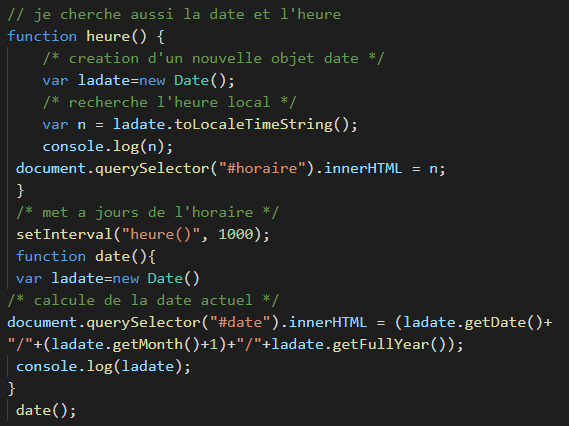 // je cherche aussi la date et l'heure
function heure() {
/* creation d'un nouvelle objet date */
var ladate=new Date();
/* recherche l'heure local */
var n = ladate.toLocaleTimeString();
console.log(n);
document.querySelector("#horaire").innerHTML = n;
}
/* met a jours de l'horaire */
setInterval("heure()", 1000);
function date(){
var ladate=new Date()
/* calcule de la date actuel */
document.querySelector("#date").innerHTML = (ladate.getDate()+
"/"+(ladate.getMonth()+1)+"/"+ladate.getFullYear());
console.log(ladate);
}
date();